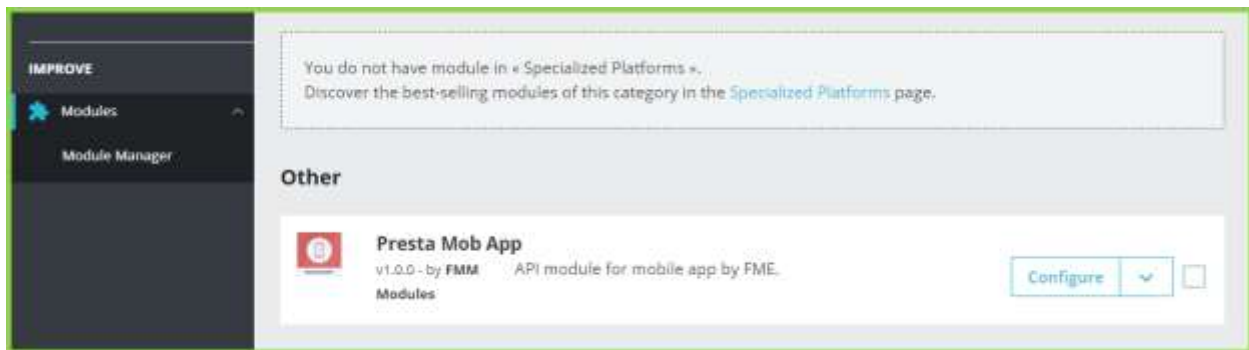 IMPROVE
Modules
Module Manager
You do not have module in « Specialized Platforms ».
Discover the best-selling modules of this category in the Specialized Platforms page.
Other
Presta Mob App
v1.0.0 - by FMM API module for mobile app by FME.
Modules
Configure